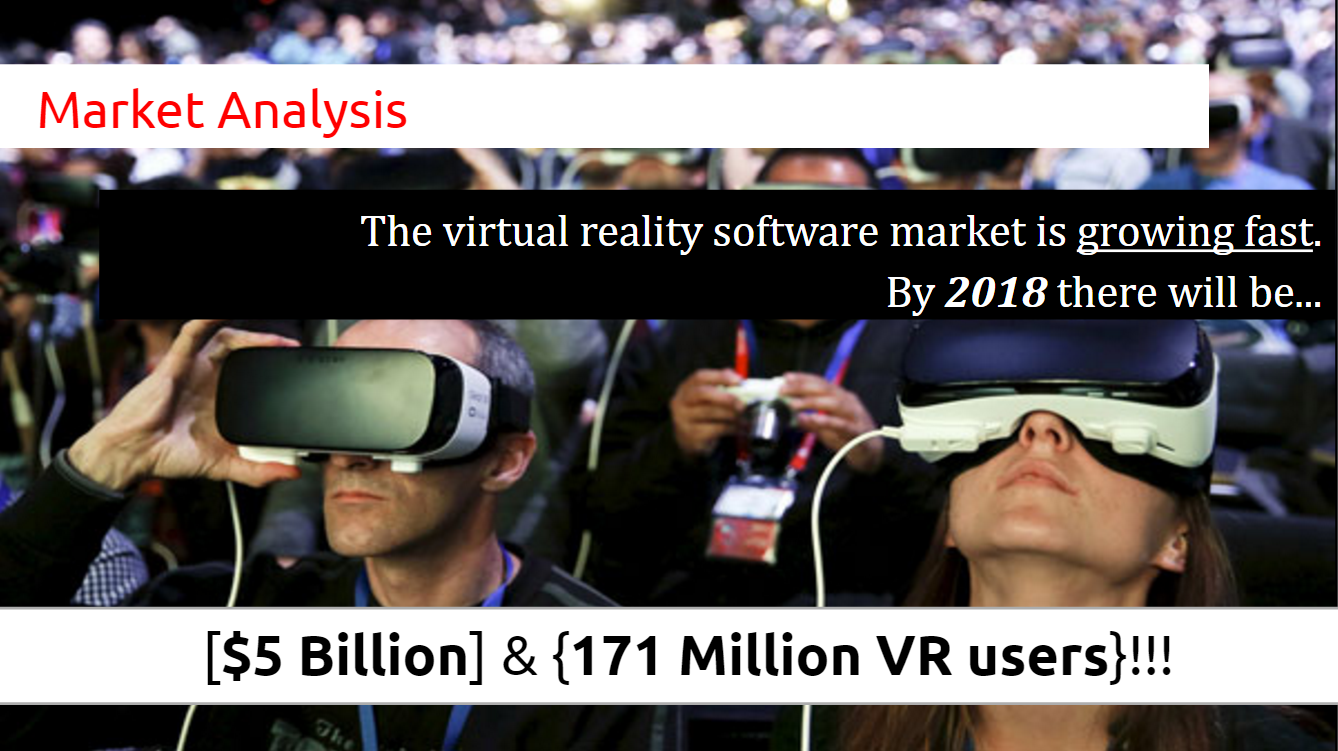 Market Analysis
The virtual reality software market is growing fast.
By 2018 there will be...
[$5 Billion] & {171 Million VR users}!!!
The